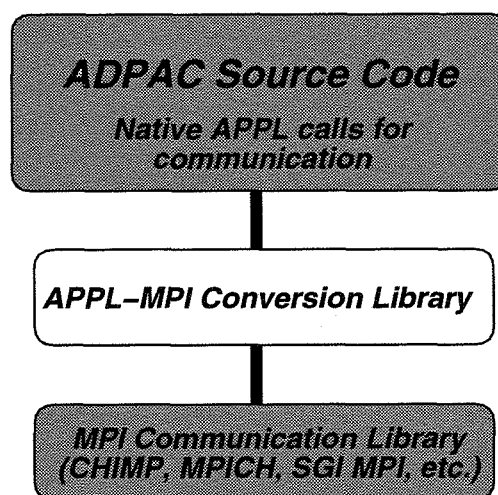 ADPAC Source Code
Native APPL calls for
communication
APPL–MPI Conversion Library
MPI Communication Library
(CHIMP, MPICH, SGI MPI, etc.)